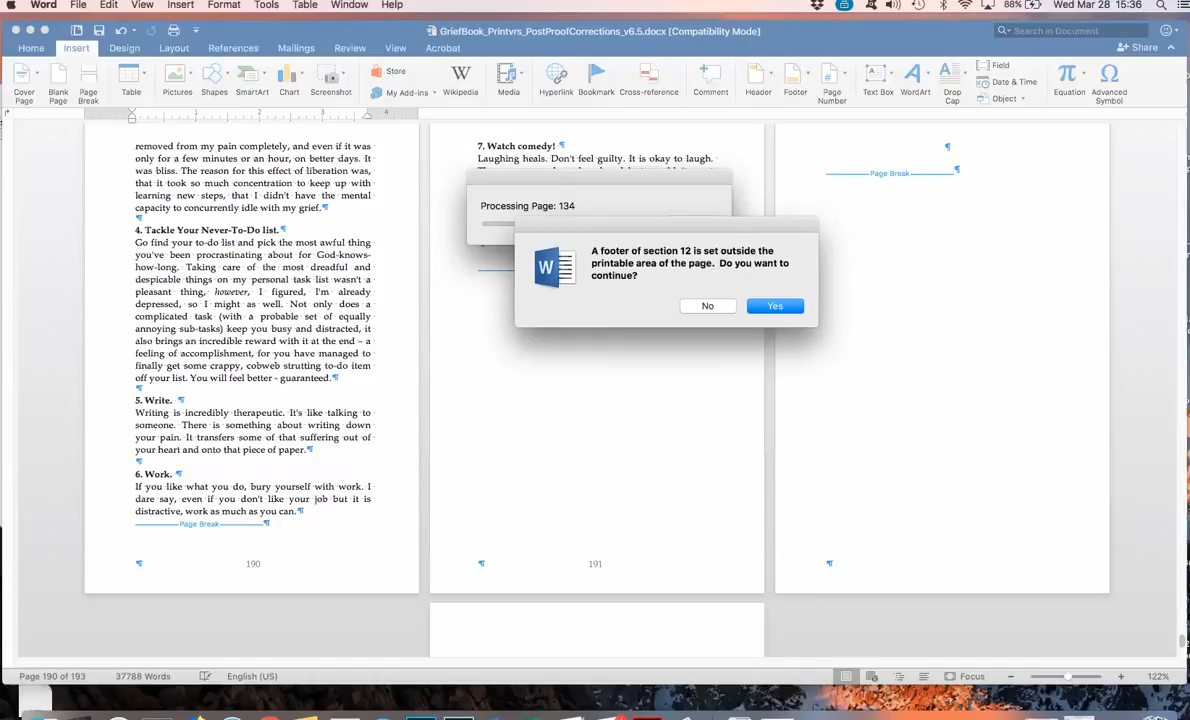 Word File Edit View Insert Format Tools Table Window Help 88% Wed Mar 28 15:36
GriefBook_Printvrs_PostProofCorrections_v6.5.docx [Compatibility Mode] Search in Document
Home Insert Design Layout References Mailings Review View Acrobat Share
Cover Page
Blank Page
Page Break
Table
Pictures
Shapes
SmartArt
Chart
Screenshot
Store
My Add-ins
Wikipedia
Media
Hyperlink
Bookmark
Cross-reference
Comment
Header
Footer
Page Number
Text Box
WordArt
Drop Cap
Field
Date & Time
Object
Equation
Advanced Symbol
1 2 3 4
removed from my pain completely, and even if it was
only for a few minutes or an hour, on better days. It
was bliss. The reason for this effect of liberation was,
that it took so much concentration to keep up with
learning new steps, that I didn't have the mental
capacity to concurrently idle with my grief.¶
¶
4. Tackle Your Never-To-Do list.¶
Go find your to-do list and pick the most awful thing
you've been procrastinating about for God-knows-
how-long. Taking care of the most dreadful and
despicable things on my personal task list wasn't a
pleasant thing, however, I figured, I'm already
depressed, so I might as well. Not only does a
complicated task (with a probable set of equally
annoying sub-tasks) keep you busy and distracted, it
also brings an incredible reward with it at the end – a
feeling of accomplishment, for you have managed to
finally get some crappy, cobweb strutting to-do item
off your list. You will feel better - guaranteed.¶
¶
5. Write. ¶
Writing is incredibly therapeutic. It's like talking to
someone. There is something about writing down
your pain. It transfers some of that suffering out of
your heart and onto that piece of paper.¶
¶
6. Work. ¶
If you like what you do, bury yourself with work. I
dare say, even if you don't like your job but it is
distractive, work as much as you can.¶
Page Break ¶
¶ 190
7. Watch comedy! ¶
Laughing heals. Don't feel guilty. It is okay to laugh.
¶ 191
¶
Page Break ¶
¶
Processing Page: 134
A footer of section 12 is set outside the
printable area of the page. Do you want to
continue?
No Yes
Page 190 of 193 37788 Words English (US) Focus 122%